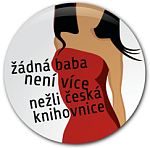 žádná baba
není více
nežli česká
knihovnice